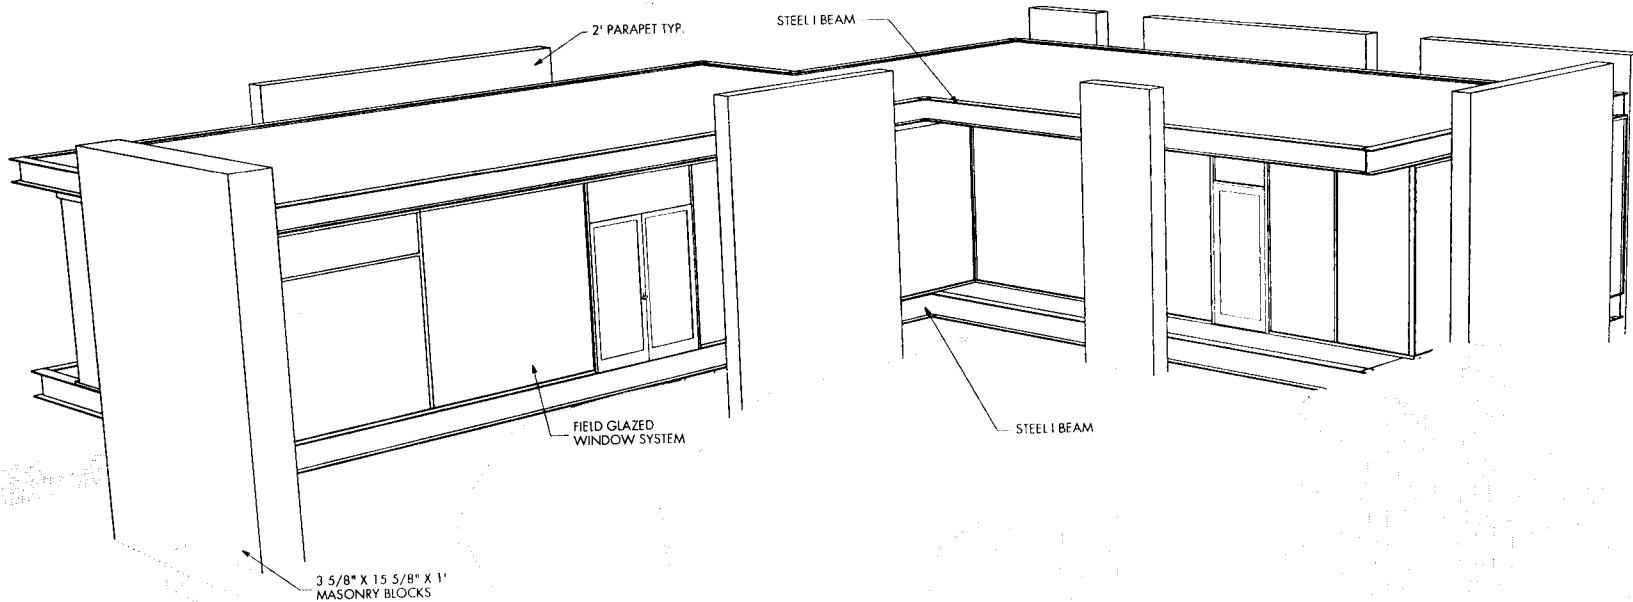 2' PARAPET TYP.
STEEL I BEAM
FIELD GLAZED
WINDOW SYSTEM
STEEL I BEAM
3 5/8" X 15 5/8" X 1'
MASONRY BLOCKS